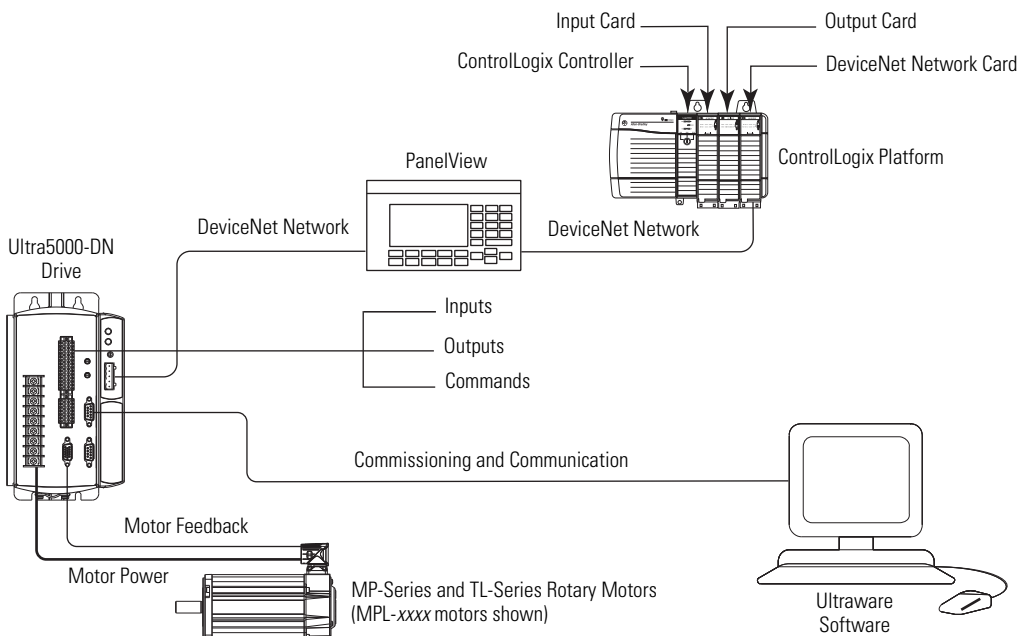 Input Card
Output Card
ControlLogix Controller
DeviceNet Network Card
ControlLogix Platform
PanelView
DeviceNet Network
DeviceNet Network
Ultra5000-DN
Drive
Inputs
Outputs
Commands
Commissioning and Communication
Motor Feedback
Motor Power
MP-Series and TL-Series Rotary Motors
(MPL-xxxx motors shown)
Ultraware
Software